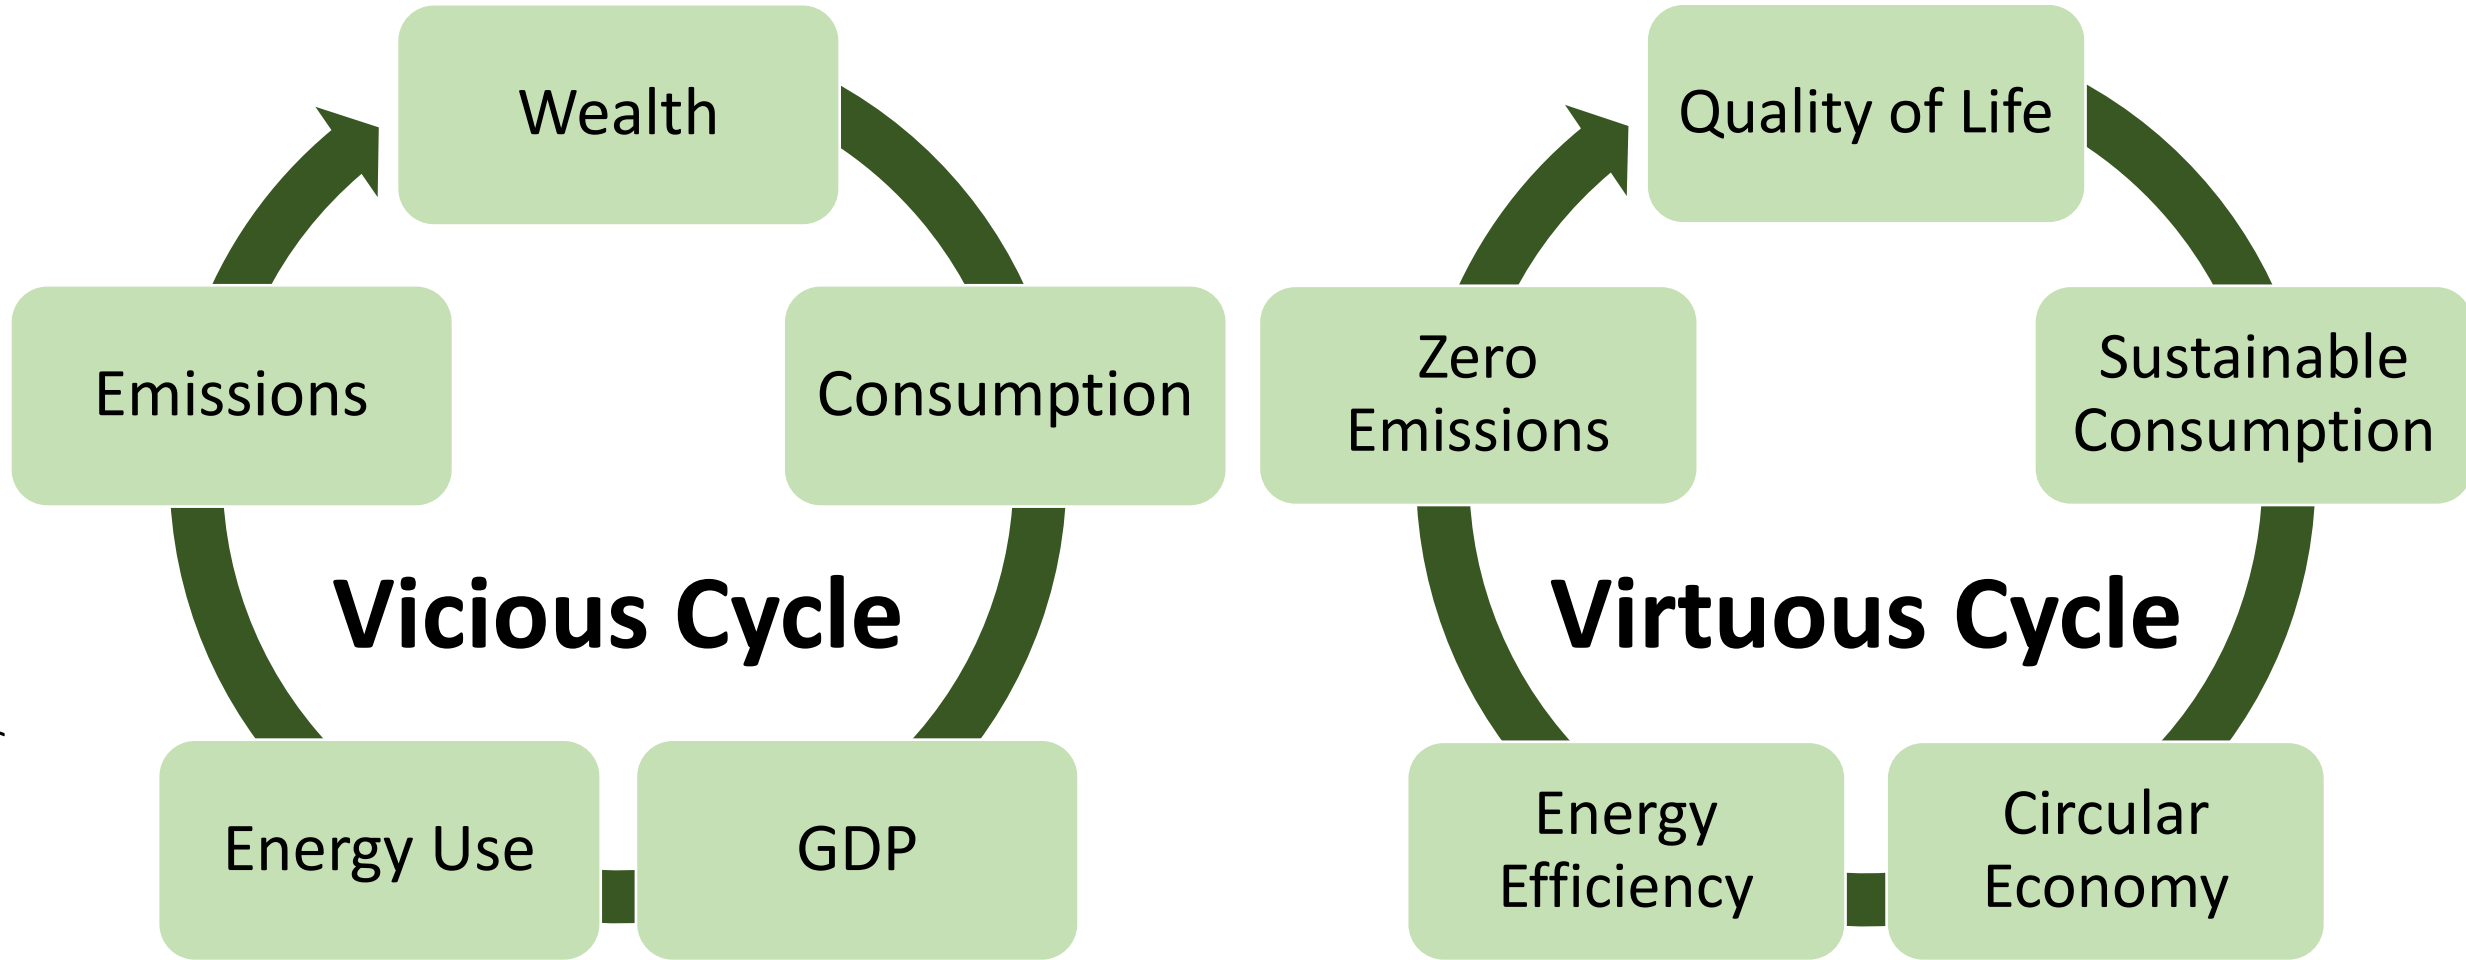 Wealth
Consumption
GDP
Energy Use
Emissions
Vicious Cycle
Quality of Life
Sustainable
Consumption
Circular
Economy
Energy
Efficiency
Zero
Emissions
Virtuous Cycle